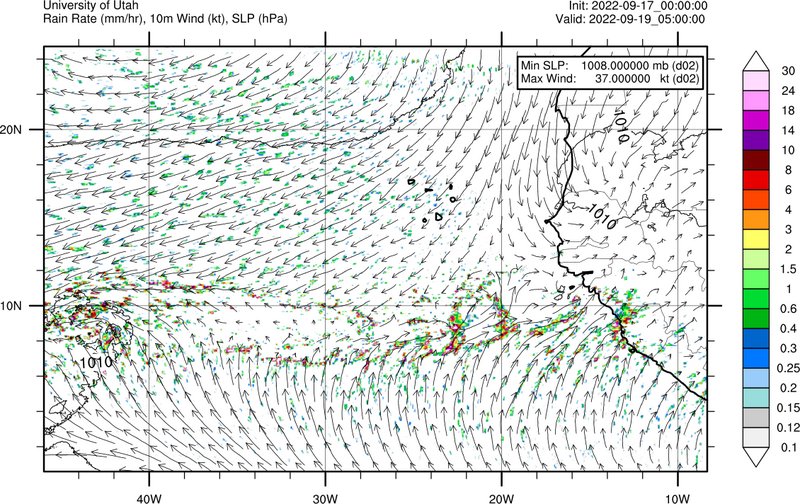 University of Utah
Init: 2022-09-17_00:00:00
Rain Rate (mm/hr), 10m Wind (kt), SLP (hPa)
Valid: 2022-09-19_05:00:00
Min SLP: 1008.000000 mb (d02)
Max Wind: 37.000000 kt (d02)
1010
1010
1010
20N
10N
40W
30W
20W
10W
30
24
18
14
10
8
6
4
3
2
1.5
1
0.6
0.4
0.3
0.25
0.2
0.15
0.12
0.1